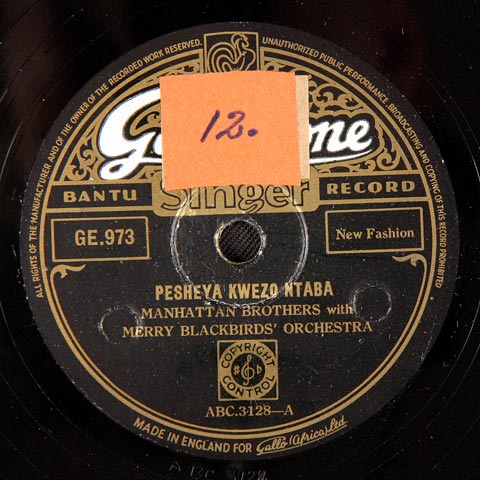 ALL RIGHTS OF THE MANUFACTURER AND OF THE OWNER OF THE RECORDED WORK RESERVED. UNAUTHORIZED PUBLIC PERFORMANCE, BROADCASTING AND COPYING OF THIS RECORD PROHIBITED
12.
Singer
BANTU RECORD
GE.973
New Fashion
PESHEYA KWEZO NTABA
MANHATTAN BROTHERS with
MERRY BLACKBIRDS' ORCHESTRA
COPYRIGHT
CONTROL
ABC.3128—A
MADE IN ENGLAND FOR Gallo (Africa) Ltd